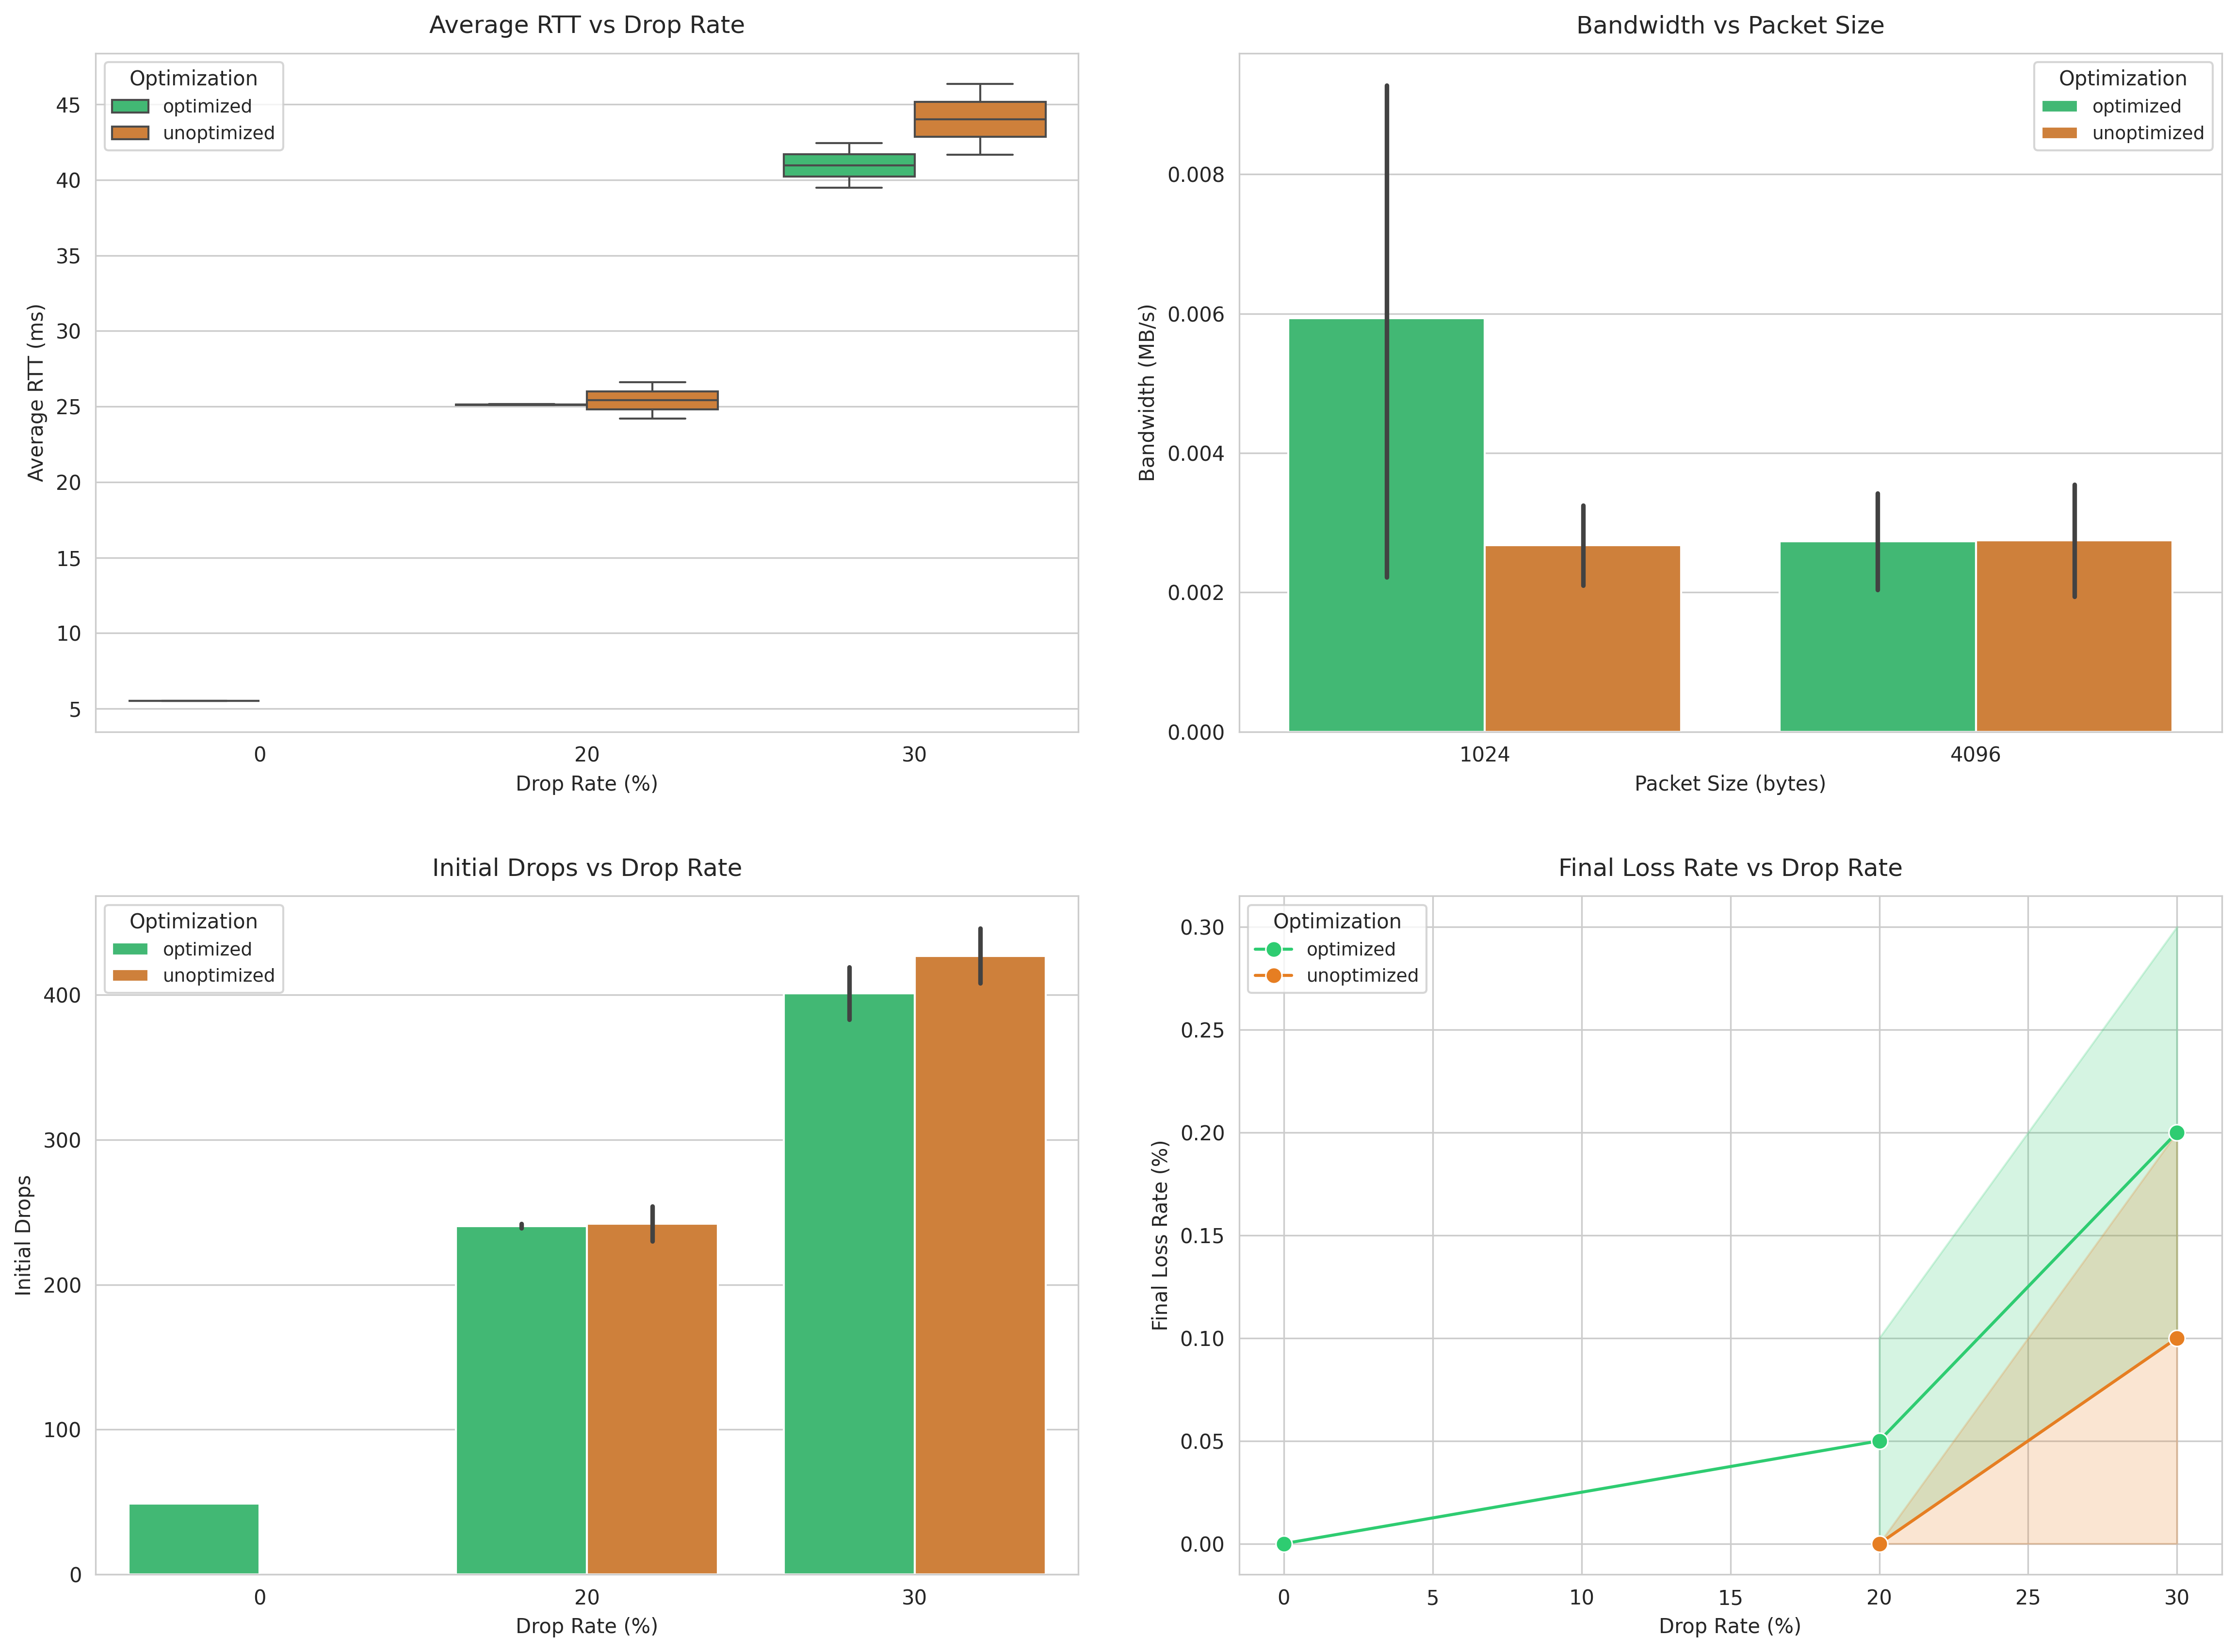 Average RTT vs Drop Rate
Optimization
optimized
unoptimized
45
40
35
30
25
20
15
10
5
Average RTT (ms)
0
20
30
Drop Rate (%)
Bandwidth vs Packet Size
Optimization
optimized
unoptimized
0.008
0.006
0.004
0.002
0.000
Bandwidth (MB/s)
1024
4096
Packet Size (bytes)
Initial Drops vs Drop Rate
Optimization
optimized
unoptimized
400
300
200
100
0
Initial Drops
0
20
30
Drop Rate (%)
Final Loss Rate vs Drop Rate
Optimization
optimized
unoptimized
0.30
0.25
0.20
0.15
0.10
0.05
0.00
Final Loss Rate (%)
0
5
10
15
20
25
30
Drop Rate (%)